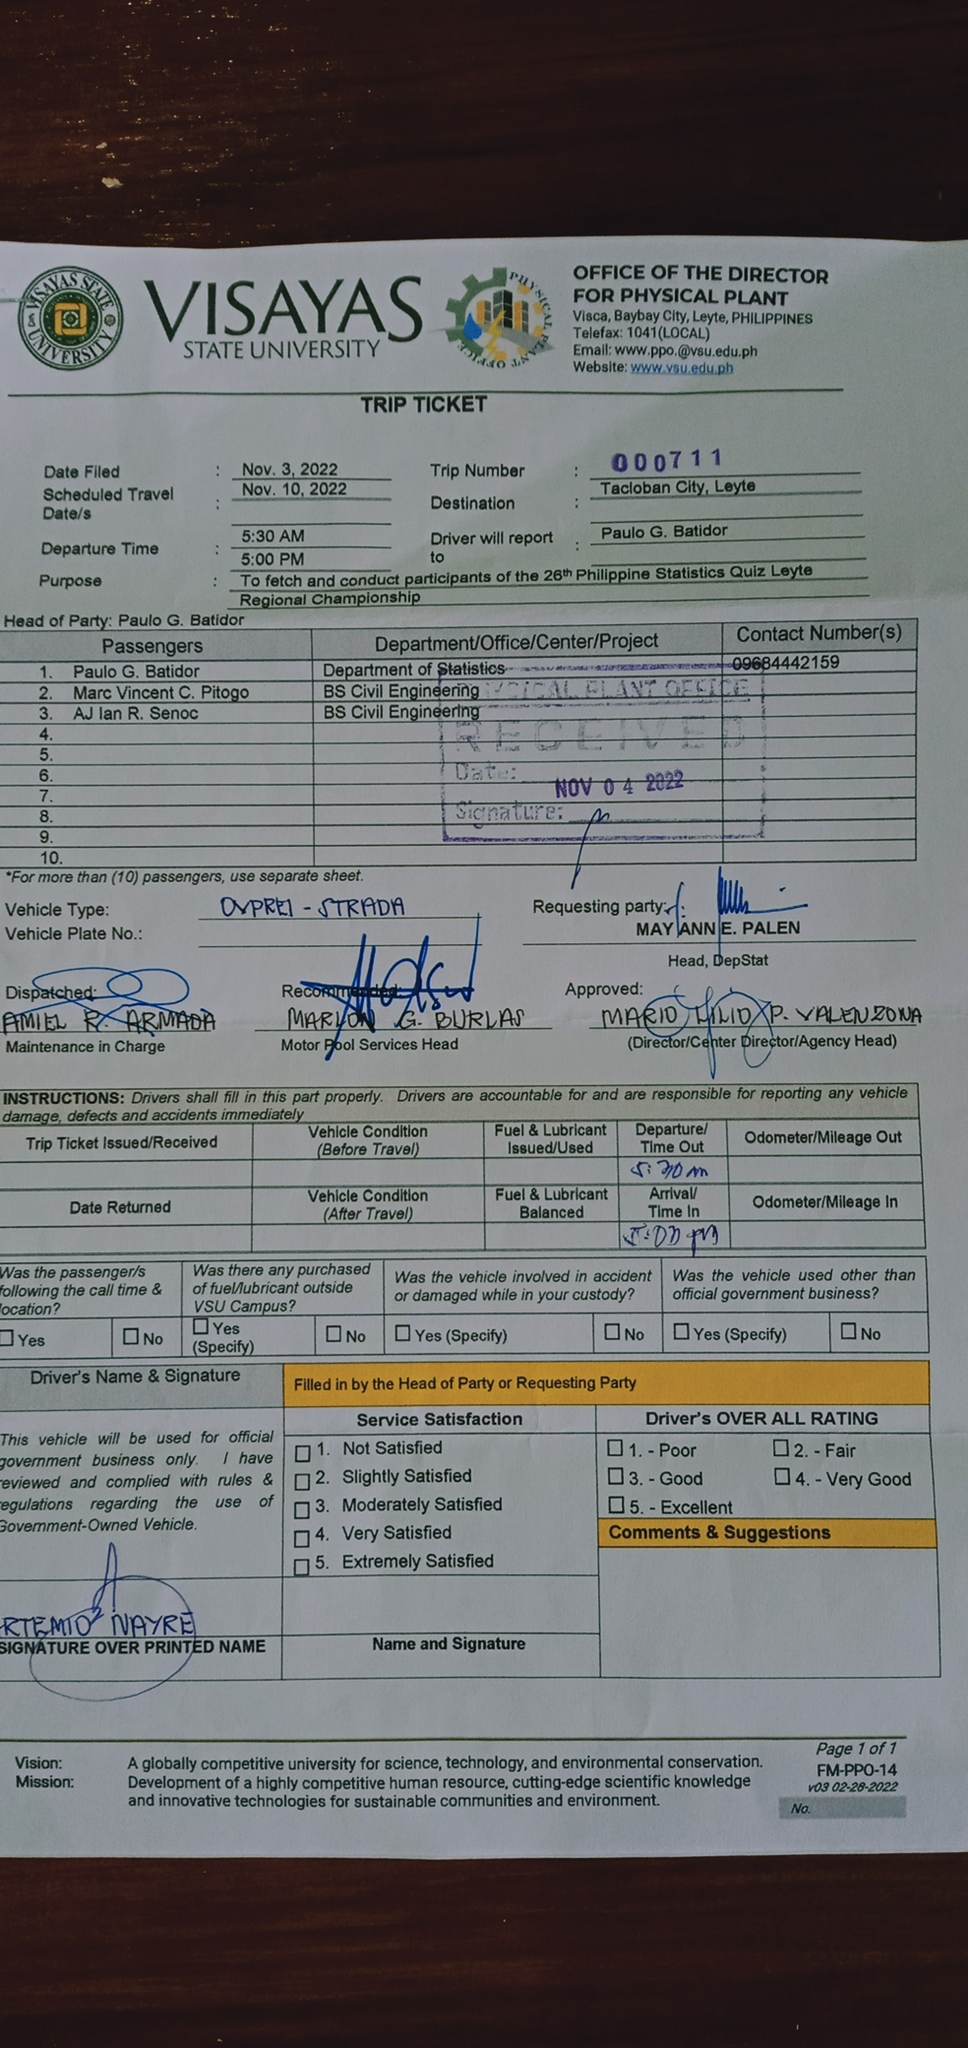 VISAYAS STATE UNIVERSITY
VISAYAS
STATE UNIVERSITY
PHYSICAL PLANT OFFICE
OFFICE OF THE DIRECTOR
FOR PHYSICAL PLANT
Visca, Baybay City, Leyte, PHILIPPINES
Telefax: 1041(LOCAL)
Email: www.ppo.@vsu.edu.ph
Website: www.vsu.edu.ph
TRIP TICKET
Date Filed : Nov. 3, 2022 Trip Number : 000711
Scheduled Travel Date/s : Nov. 10, 2022 Destination : Tacloban City, Leyte
Departure Time : 5:30 AM 5:00 PM Driver will report to : Paulo G. Batidor
Purpose : To fetch and conduct participants of the 26th Philippine Statistics Quiz Leyte
Regional Championship
Head of Party: Paulo G. Batidor
Passengers Department/Office/Center/Project Contact Number(s)
1. Paulo G. Batidor Department of Statistics 09684442159
2. Marc Vincent C. Pitogo BS Civil Engineering
3. AJ Ian R. Senoc BS Civil Engineering
4.
5.
6.
7.
8.
9.
10.
PHYSICAL PLANT OFFICE
RECEIVED
Date: NOV 04 2022
Signature:
*For more than (10) passengers, use separate sheet.
Vehicle Type: OVPREI - STRADA Requesting party:
Vehicle Plate No.: MAY ANN E. PALEN
Head, DepStat
Dispatched: Recommended: Approved:
AMIEL R. ARMADA MARLON G. BURLAS MARIO LILIO P. VALENZONA
Maintenance in Charge Motor Pool Services Head (Director/Center Director/Agency Head)
INSTRUCTIONS: Drivers shall fill in this part properly. Drivers are accountable for and are responsible for reporting any vehicle
damage, defects and accidents immediately
Trip Ticket Issued/Received Vehicle Condition (Before Travel) Fuel & Lubricant Issued/Used Departure/ Time Out Odometer/Mileage Out
5:30 am
Date Returned Vehicle Condition (After Travel) Fuel & Lubricant Balanced Arrival/ Time In Odometer/Mileage In
5:00 pm
Was the passenger/s following the call time & location? Was there any purchased of fuel/lubricant outside VSU Campus? Was the vehicle involved in accident or damaged while in your custody? Was the vehicle used other than official government business?
Yes No Yes (Specify) No Yes (Specify) No Yes (Specify) No
Driver's Name & Signature Filled in by the Head of Party or Requesting Party
Service Satisfaction Driver's OVER ALL RATING
This vehicle will be used for official
government business only. I have
reviewed and complied with rules &
regulations regarding the use of
Government-Owned Vehicle.
1. Not Satisfied
2. Slightly Satisfied
3. Moderately Satisfied
4. Very Satisfied
5. Extremely Satisfied
1. - Poor 2. - Fair
3. - Good 4. - Very Good
5. - Excellent
Comments & Suggestions
RTEMIO NAYRE
SIGNATURE OVER PRINTED NAME Name and Signature
Vision: A globally competitive university for science, technology, and environmental conservation.
Mission: Development of a highly competitive human resource, cutting-edge scientific knowledge
and innovative technologies for sustainable communities and environment.
Page 1 of 1
FM-PPO-14
v03 02-28-2022
No.